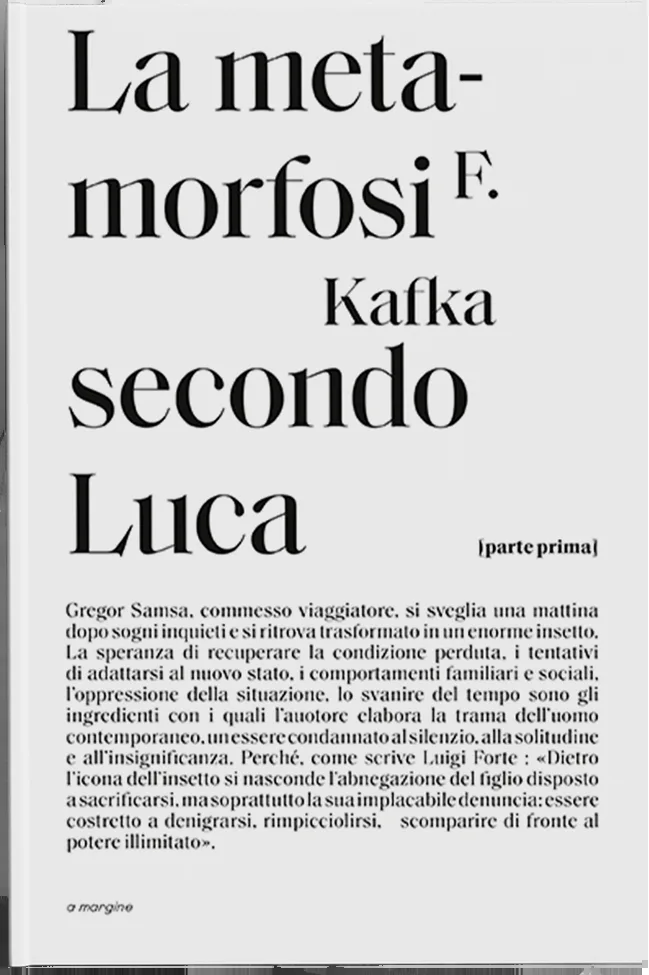 La meta-
morfosi F.
Kafka
secondo
Luca
[parte prima]
Gregor Samsa, commesso viaggiatore, si sveglia una mattina
dopo sogni inquieti e si ritrova trasformato in un enorme insetto.
La speranza di recuperare la condizione perduta, i tentativi
di adattarsi al nuovo stato, i comportamenti familiari e sociali,
l'oppressione della situazione, lo svanire del tempo sono gli
ingredienti con i quali l'auotore elabora la trama dell'uomo
contemporaneo, un essere condannato al silenzio, alla solitudine
e all'insignificanza. Perché, come scrive Luigi Forte : «Dietro
l'icona dell'insetto si nasconde l'abnegazione del figlio disposto
a sacrificarsi, ma soprattutto la sua implacabile denuncia: essere
costretto a denigrarsi, rimpicciolirsi, scomparire di fronte al
potere illimitato».
a margine